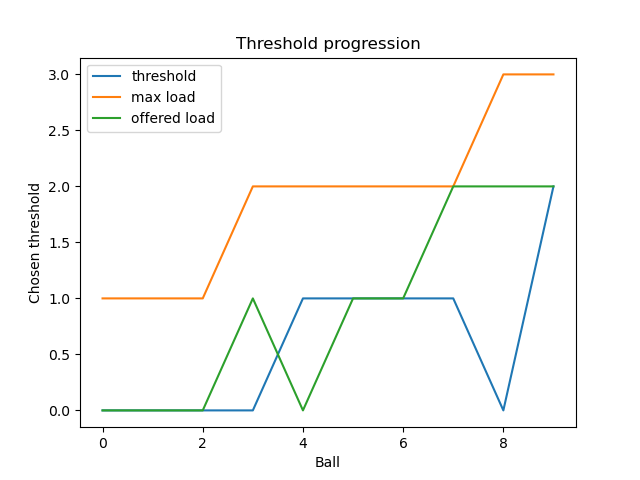 Threshold progression
threshold
max load
offered load
Chosen threshold
3.0
2.5
2.0
1.5
1.0
0.5
0.0
0 2 4 6 8
Ball